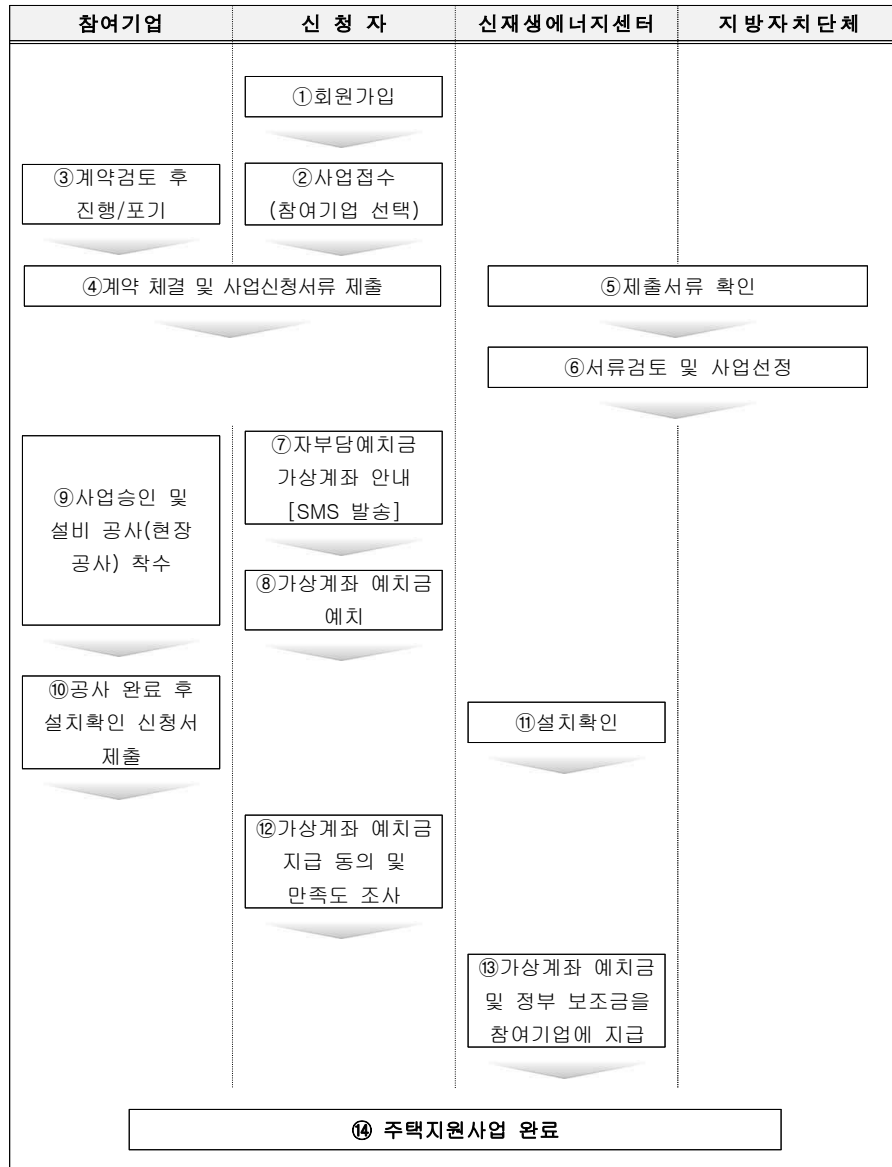 참여기업 신 청 자 신재생에너지센터 지방자치단체
①회원가입
③계약검토 후
진행/포기
②사업접수
(참여기업 선택)
④계약 체결 및 사업신청서류 제출
⑤제출서류 확인
⑥서류검토 및 사업선정
⑦자부담예치금
가상계좌 안내
[SMS 발송]
⑨사업승인 및
설비 공사(현장
공사) 착수
⑧가상계좌 예치금
예치
⑩공사 완료 후
설치확인 신청서
제출
⑪설치확인
⑫가상계좌 예치금
지급 동의 및
만족도 조사
⑬가상계좌 예치금
및 정부 보조금을
참여기업에 지급
⑭ 주택지원사업 완료